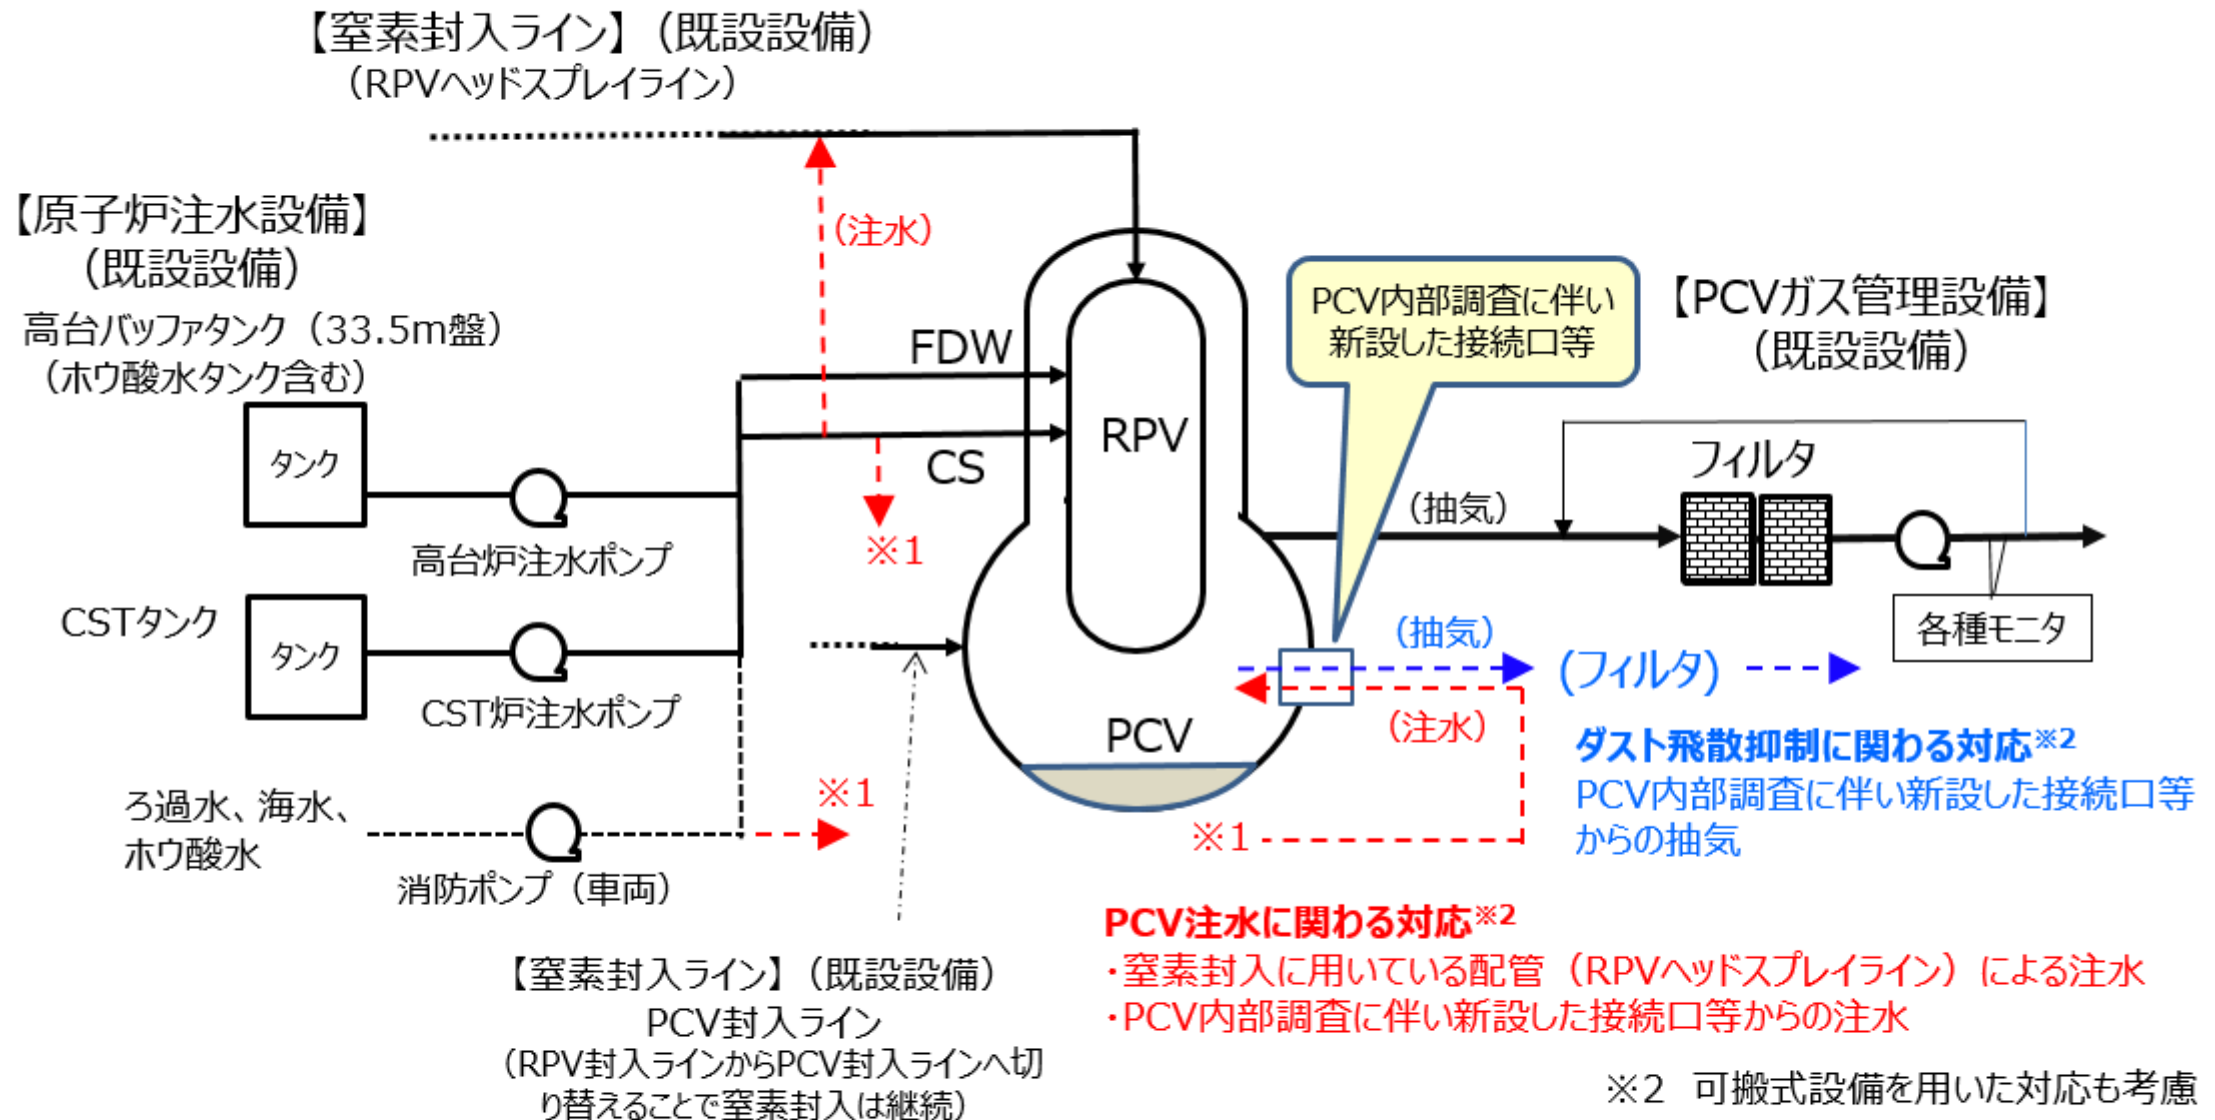 【窒素封入ライン】（既設設備）
（RPVヘッドスプレイライン）
（注水）
【原子炉注水設備】
（既設設備）
高台バッファタンク（33.5m盤）
（ホウ酸水タンク含む）
タンク
高台炉注水ポンプ
CSTタンク
タンク
CST炉注水ポンプ
ろ過水、海水、
ホウ酸水
消防ポンプ（車両）
※1
FDW
CS
※1
RPV
PCV
PCV内部調査に伴い
新設した接続口等
【PCVガス管理設備】
（既設設備）
（抽気）
フィルタ
各種モニタ
（抽気）
(フィルタ)
（注水）
※1
ダスト飛散抑制に関わる対応※2
PCV内部調査に伴い新設した接続口等
からの抽気
PCV注水に関わる対応※2
・窒素封入に用いている配管（RPVヘッドスプレイライン）による注水
・PCV内部調査に伴い新設した接続口等からの注水
【窒素封入ライン】（既設設備）
PCV封入ライン
（RPV封入ラインからPCV封入ラインへ切
り替えることで窒素封入は継続）
※2　可搬式設備を用いた対応も考慮